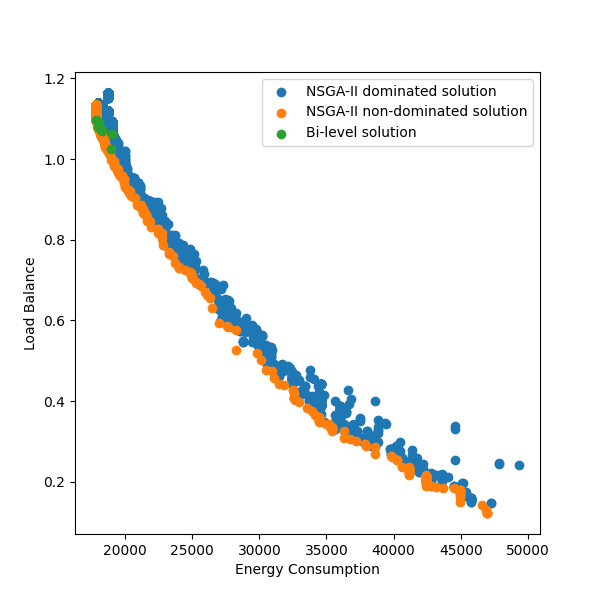 NSGA-II dominated solution
NSGA-II non-dominated solution
Bi-level solution
Load Balance
1.2
1.0
0.8
0.6
0.4
0.2
20000 25000 30000 35000 40000 45000 50000
Energy Consumption